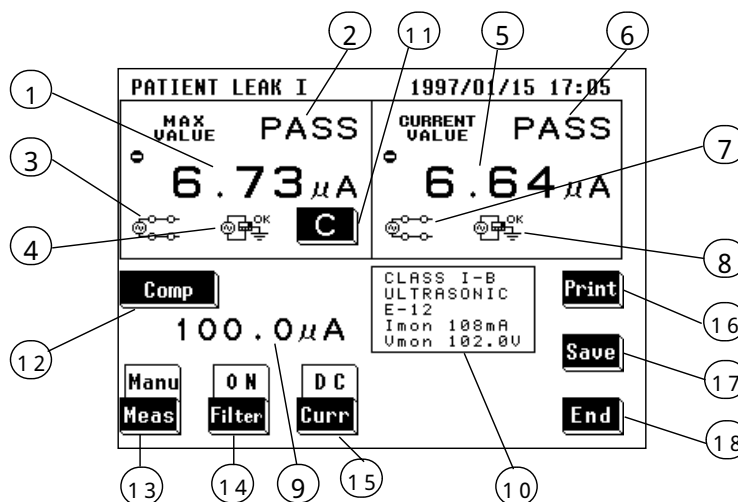 2
11
5
6
PATIENT LEAK I 1997/01/15 17:05
1
MAX VALUE PASS
CURRENT VALUE PASS
3
6.73μA
6.64μA
7
4
OK
C
OK
8
Comp
100.0μA
CLASS I-B
ULTRASONIC
E-12
Imon 108mA
Vmon 102.0V
Print
16
12
Save
17
Manu
Meas
ON
Filter
DC
Curr
End
18
13
14
9
15
10